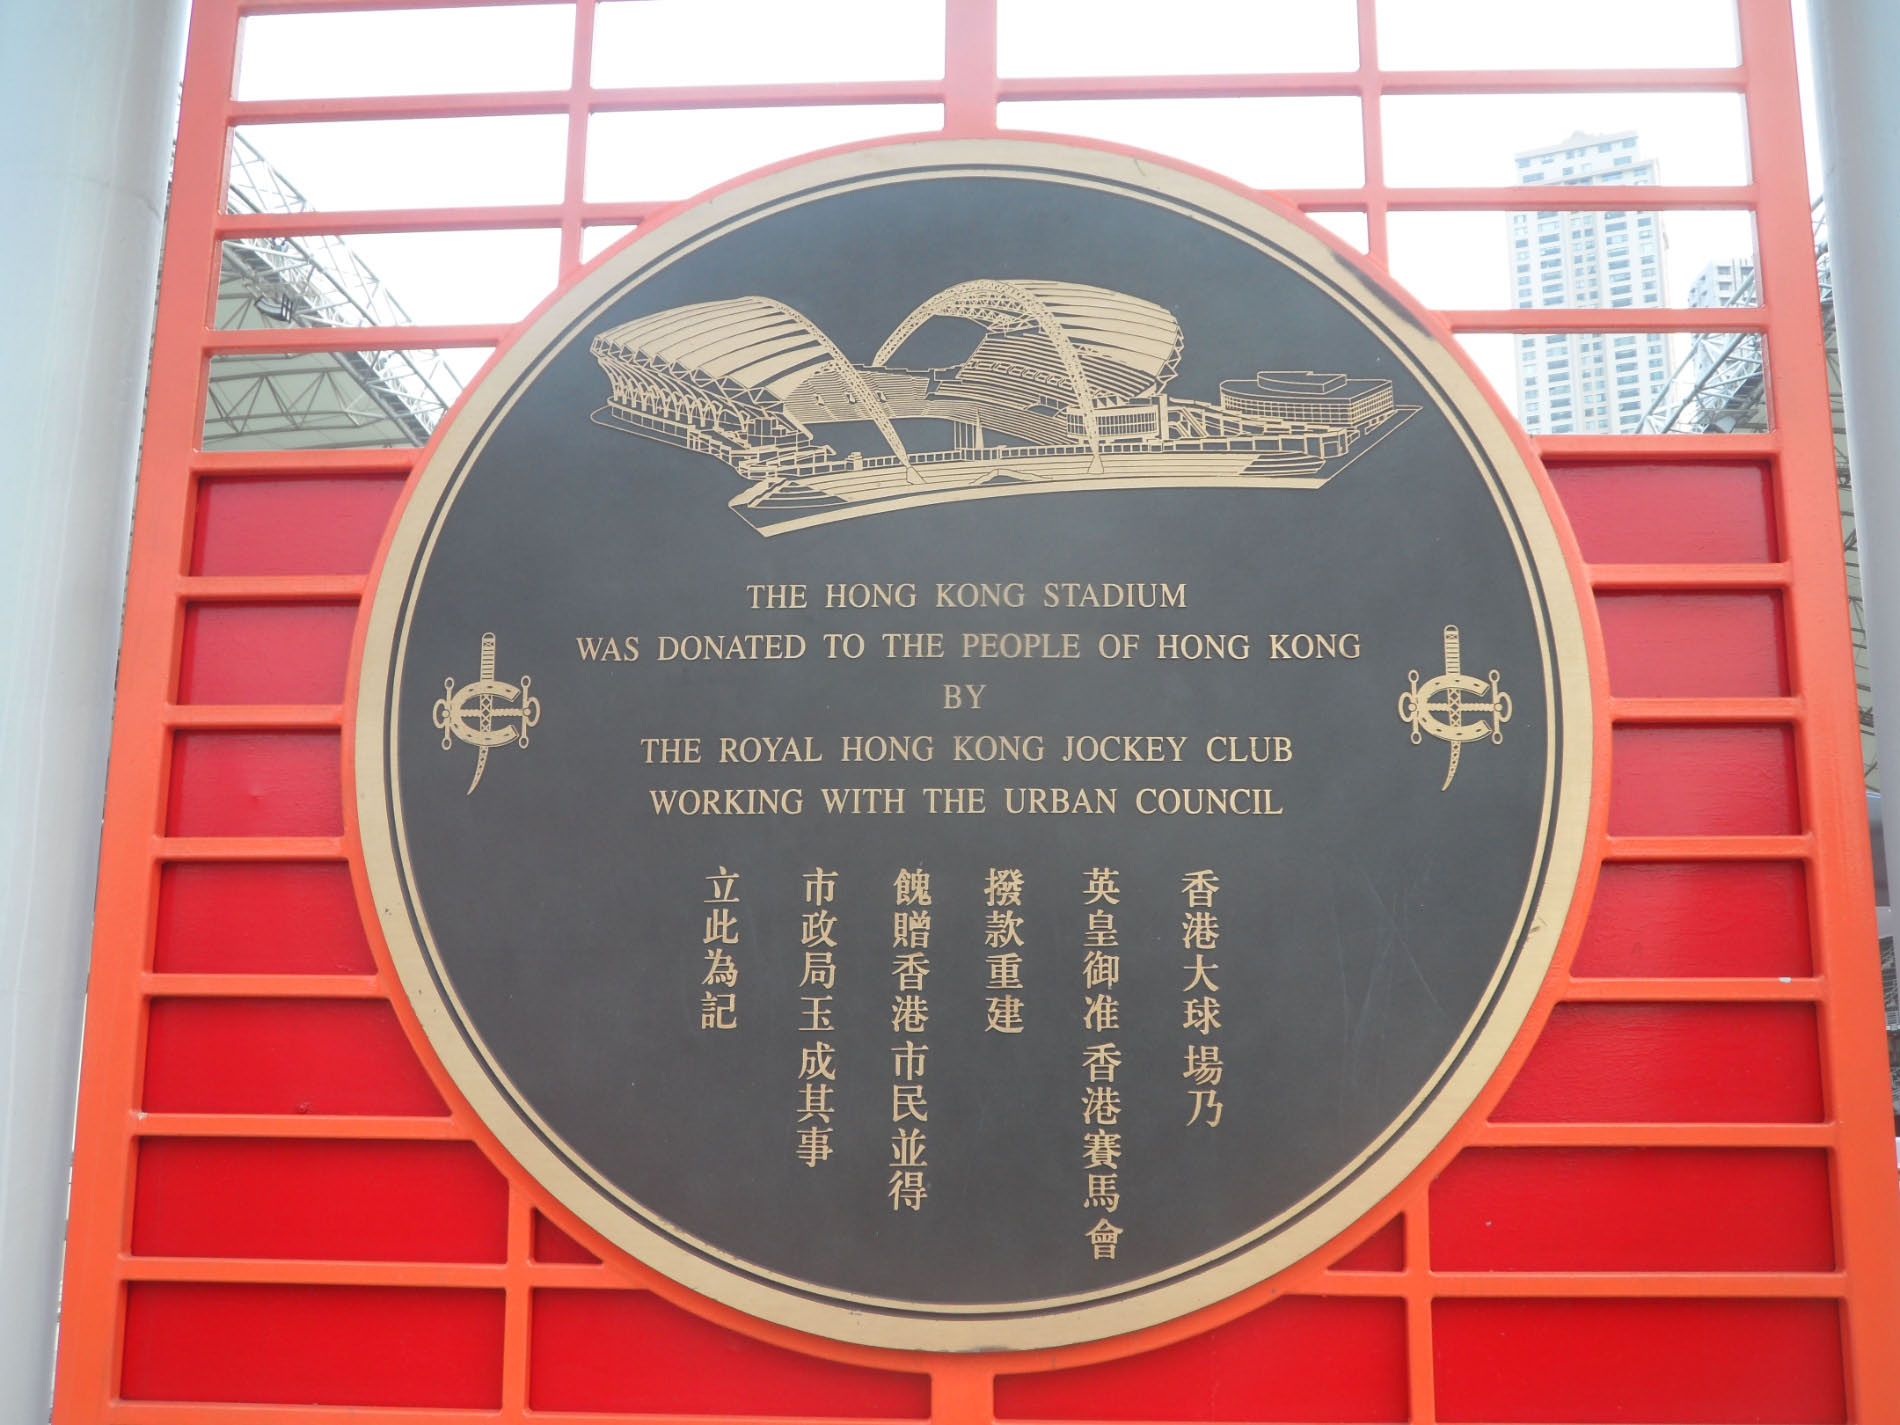 THE HONG KONG STADIUM
WAS DONATED TO THE PEOPLE OF HONG KONG
BY
THE ROYAL HONG KONG JOCKEY CLUB
WORKING WITH THE URBAN COUNCIL
香港大球場乃
英皇御准香港賽馬會
撥款重建
餽贈香港市民並得
市政局玉成其事
立此為記